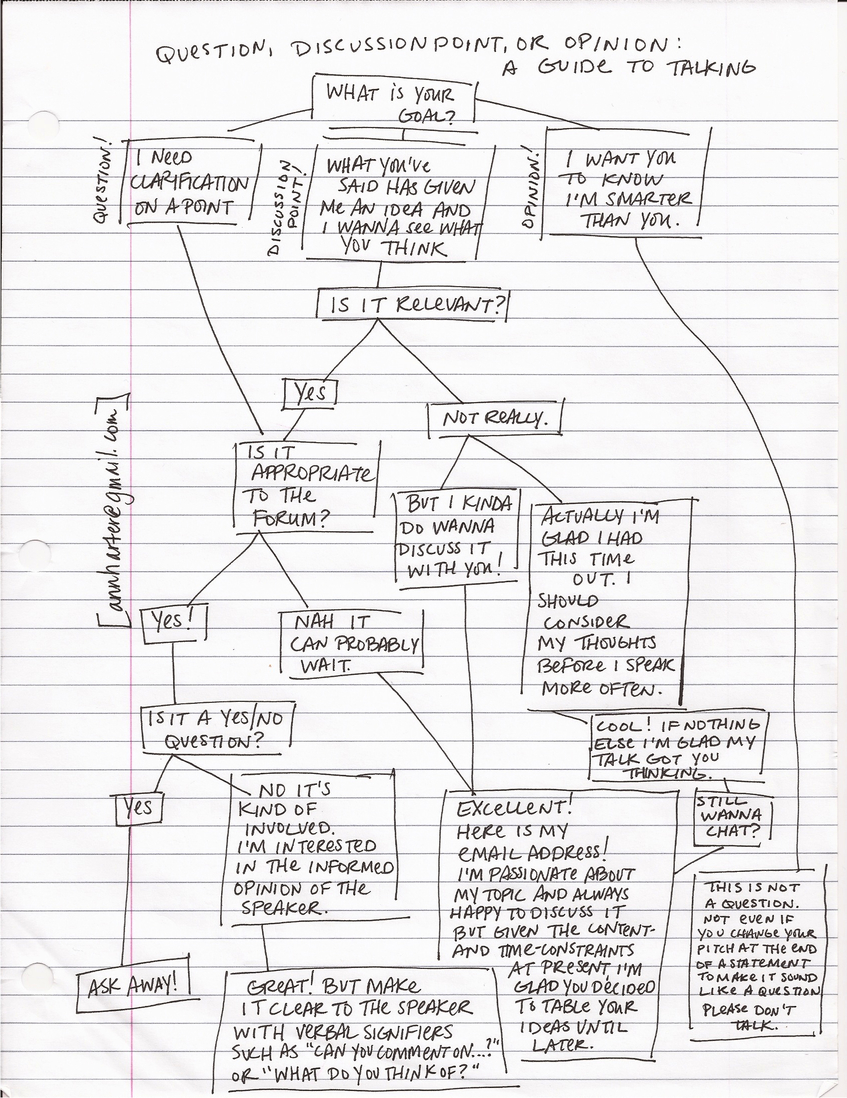 QUESTION, DISCUSSION POINT, OR OPINION:
A GUIDE TO TALKING
WHAT IS YOUR
GOAL?
QUESTION!
I NEED
CLARIFICATION
ON A POINT
DISCUSSION
POINT!
WHAT YOU'VE
SAID HAS GIVEN
ME AN IDEA AND
I WANNA SEE WHAT
YOU THINK
OPINION!
I WANT YOU
TO KNOW
I'M SMARTER
THAN YOU.
IS IT RELEVANT?
YES
NOT REALLY.
[annharter@gmail.com]
IS IT
APPROPRIATE
TO THE
FORUM?
BUT I KINDA
DO WANNA
DISCUSS IT
WITH YOU!
ACTUALLY I'M
GLAD I HAD
THIS TIME
OUT. I
SHOULD
CONSIDER
MY THOUGHTS
BEFORE I SPEAK
MORE OFTEN.
YES!
NAH IT
CAN PROBABLY
WAIT.
IS IT A YES/NO
QUESTION?
COOL! IF NOTHING
ELSE I'M GLAD MY
TALK GOT YOU
THINKING.
YES
NO IT'S
KIND OF
INVOLVED.
I'M INTERESTED
IN THE INFORMED
OPINION OF THE
SPEAKER.
EXCELLENT!
HERE IS MY
EMAIL ADDRESS!
I'M PASSIONATE ABOUT
MY TOPIC AND ALWAYS
HAPPY TO DISCUSS IT
BUT GIVEN THE CONTENT-
AND TIME-CONSTRAINTS
AT PRESENT, I'M
GLAD YOU DECIDED
TO TABLE YOUR
IDEAS UNTIL
LATER.
STILL
WANNA
CHAT?
THIS IS NOT
A QUESTION.
NOT EVEN IF
YOU CHANGE YOUR
PITCH AT THE END
OF A STATEMENT
TO MAKE IT SOUND
LIKE A QUESTION
PLEASE DON'T
TALK.
ASK AWAY!
GREAT! BUT MAKE
IT CLEAR TO THE SPEAKER
WITH VERBAL SIGNIFIERS
SUCH AS "CAN YOU COMMENT ON...?"
OR "WHAT DO YOU THINK OF?"